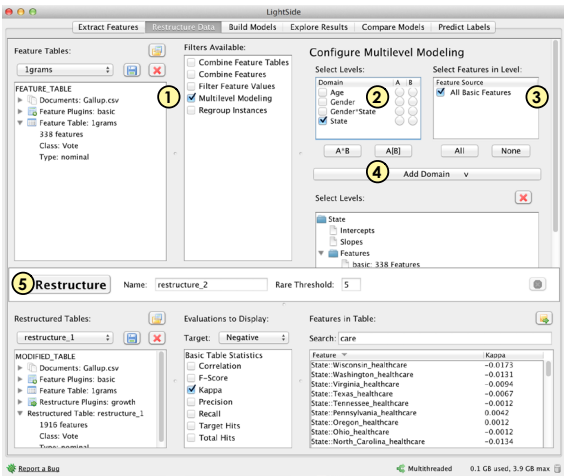 LightSide
Extract Features Restructure Data Build Models Explore Results Compare Models Predict Labels
Feature Tables:
1grams
FEATURE_TABLE
Documents: Gallup.csv
Feature Plugins: basic
Feature Table: 1grams
338 features
Class: Vote
Type: nominal
Filters Available:
Combine Feature Tables
Combine Features
Filter Feature Values
Multilevel Modeling
Regroup Instances
1
Configure Multilevel Modeling
Select Levels:
Domain A B
Age
Gender
Gender*State
State
2
A*B A[B]
Select Features in Level:
Feature Source
All Basic Features
3
All None
4
Add Domain v
Select Levels:
State
Intercepts
Slopes
Features
basic: 338 Features
5 Restructure Name: restructure_2 Rare Threshold: 5
Restructured Tables:
restructure_1
MODIFIED_TABLE
Documents: Gallup.csv
Feature Plugins: basic
Feature Table: 1grams
Restructure Plugins: growth
Restructured Table: restructure_1
1916 features
Class: Vote
Type: nominal
Evaluations to Display:
Target: Negative
Basic Table Statistics
Correlation
F-Score
Kappa
Precision
Recall
Target Hits
Total Hits
Features in Table:
Search: care
Feature Kappa
State::Wisconsin_healthcare -0.0173
State::Washington_healthcare -0.0131
State::Virginia_healthcare -0.0094
State::Texas_healthcare -0.0067
State::Tennessee_healthcare -0.0012
State::Pennsylvania_healthcare 0.0042
State::Oregon_healthcare 0.0012
State::Ohio_healthcare -0.0012
State::North_Carolina_healthcare -0.0134
Report a Bug Multithreaded 0.1 GB used, 3.9 GB max